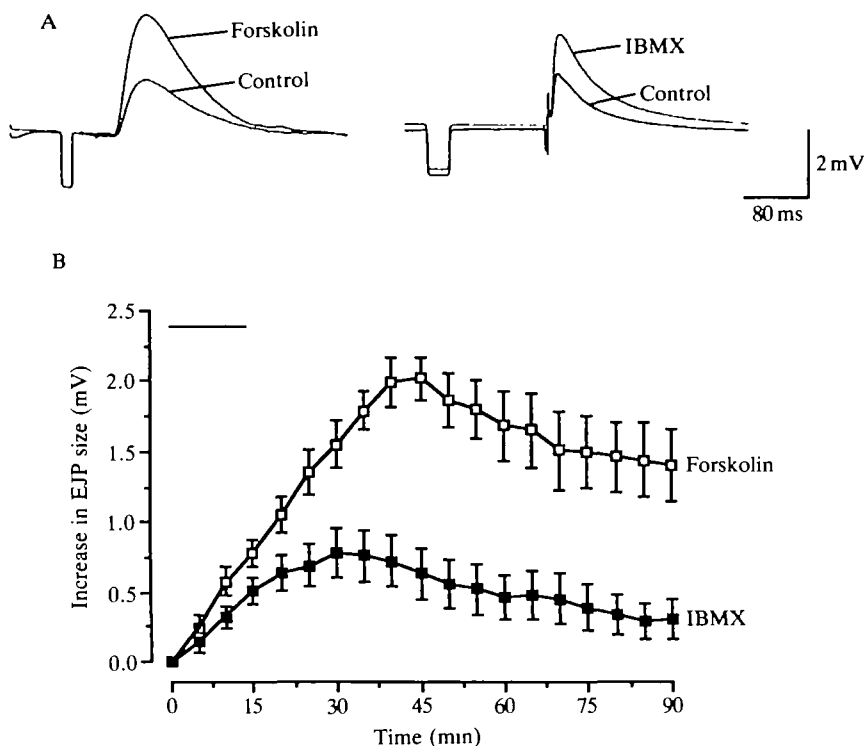 A
Forskolin
Control
IBMX
Control
2 mV
80 ms
B
Increase in EJP size (mV)
2.5
2.0
1.5
1.0
0.5
0.0
Forskolin
IBMX
0 15 30 45 60 75 90
Time (min)